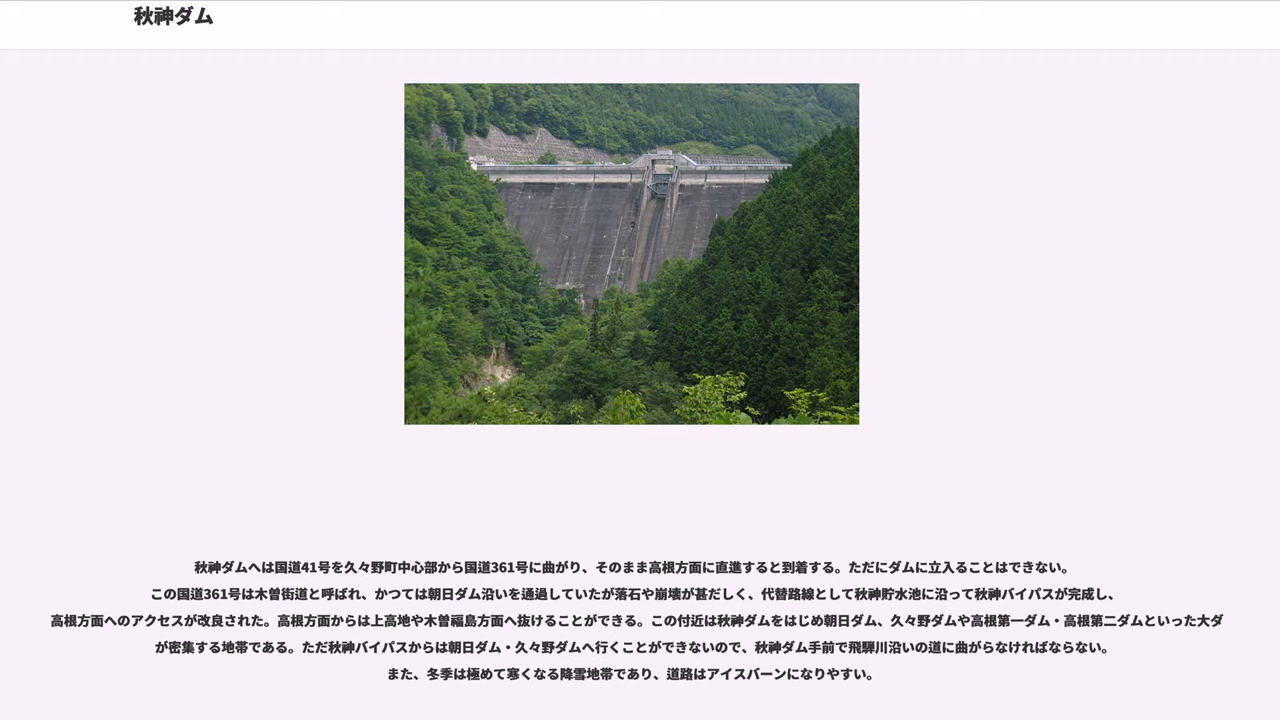 秋神ダム
秋神ダムへは国道41号を久々野町中心部から国道361号に曲がり、そのまま高根方面に直進すると到着する。ただにダムに立入ることはできない。
この国道361号は木曽街道と呼ばれ、かつては朝日ダム沿いを通過していたが落石や崩壊が甚だしく、代替路線として秋神貯水池に沿って秋神バイパスが完成し、
高根方面へのアクセスが改良された。高根方面からは上高地や木曽福島方面へ抜けることができる。この付近は秋神ダムをはじめ朝日ダム、久々野ダムや高根第一ダム・高根第二ダムといった大ダ
が密集する地帯である。ただ秋神バイパスからは朝日ダム・久々野ダムへ行くことができないので、秋神ダム手前で飛騨川沿いの道に曲がらなければならない。
また、冬季は極めて寒くなる降雪地帯であり、道路はアイスバーンになりやすい。